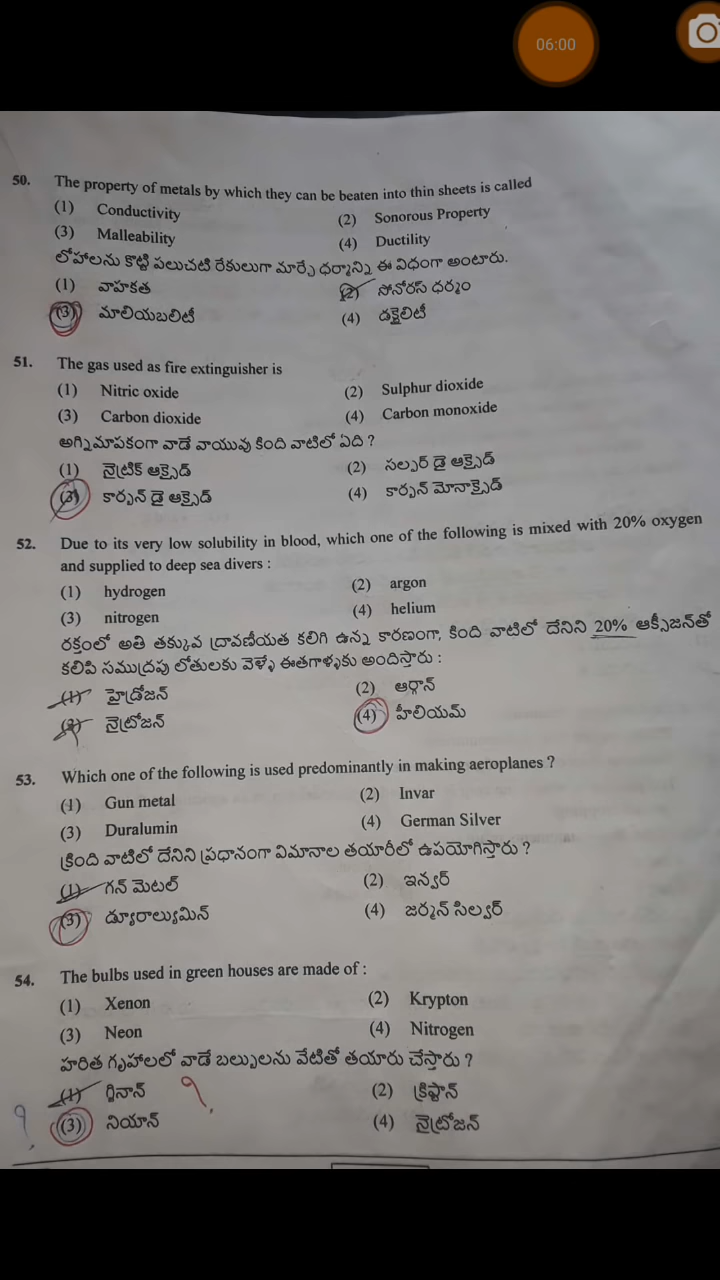 06:00
50. The property of metals by which they can be beaten into thin sheets is called
(1) Conductivity (2) Sonorous Property
(3) Malleability (4) Ductility
లోహాలను కొట్టి పలుచటి రేకులుగా మార్చే ధర్మాన్ని ఈ విధంగా అంటారు.
(1) వాహకత (2) సోనోరస్ ధర్మం
(3) మాలియబలిటీ (4) డక్టైలిటీ
51. The gas used as fire extinguisher is
(1) Nitric oxide (2) Sulphur dioxide
(3) Carbon dioxide (4) Carbon monoxide
అగ్నిమాపకంగా వాడే వాయువు కింది వాటిలో ఏది ?
(1) నైట్రిక్ ఆక్సైడ్ (2) సల్ఫర్ డై ఆక్సైడ్
(3) కార్బన్ డై ఆక్సైడ్ (4) కార్బన్ మోనాక్సైడ్
52. Due to its very low solubility in blood, which one of the following is mixed with 20% oxygen
and supplied to deep sea divers :
(1) hydrogen (2) argon
(3) nitrogen (4) helium
రక్తంలో అతి తక్కువ ద్రావణీయత కలిగి ఉన్న కారణంగా, కింది వాటిలో దేనిని 20% ఆక్సీజన్‌తో
కలిపి సముద్రపు లోతులకు వెళ్ళే ఈతగాళ్ళకు అందిస్తారు :
(1) హైడ్రోజన్ (2) ఆర్గాన్
(3) నైట్రోజన్ (4) హీలియమ్
53. Which one of the following is used predominantly in making aeroplanes ?
(1) Gun metal (2) Invar
(3) Duralumin (4) German Silver
క్రింది వాటిలో దేనిని ప్రధానంగా విమానాల తయారీలో ఉపయోగిస్తారు ?
(1) గన్ మెటల్ (2) ఇన్వర్
(3) డ్యూరాల్యుమిన్ (4) జర్మన్ సిల్వర్
54. The bulbs used in green houses are made of :
(1) Xenon (2) Krypton
(3) Neon (4) Nitrogen
హరిత గృహాలలో వాడే బల్బులను వేటితో తయారు చేస్తారు ?
(1) గ్జినాన్ ? (2) క్రిప్టాన్
? (3) నియాన్ (4) నైట్రోజన్